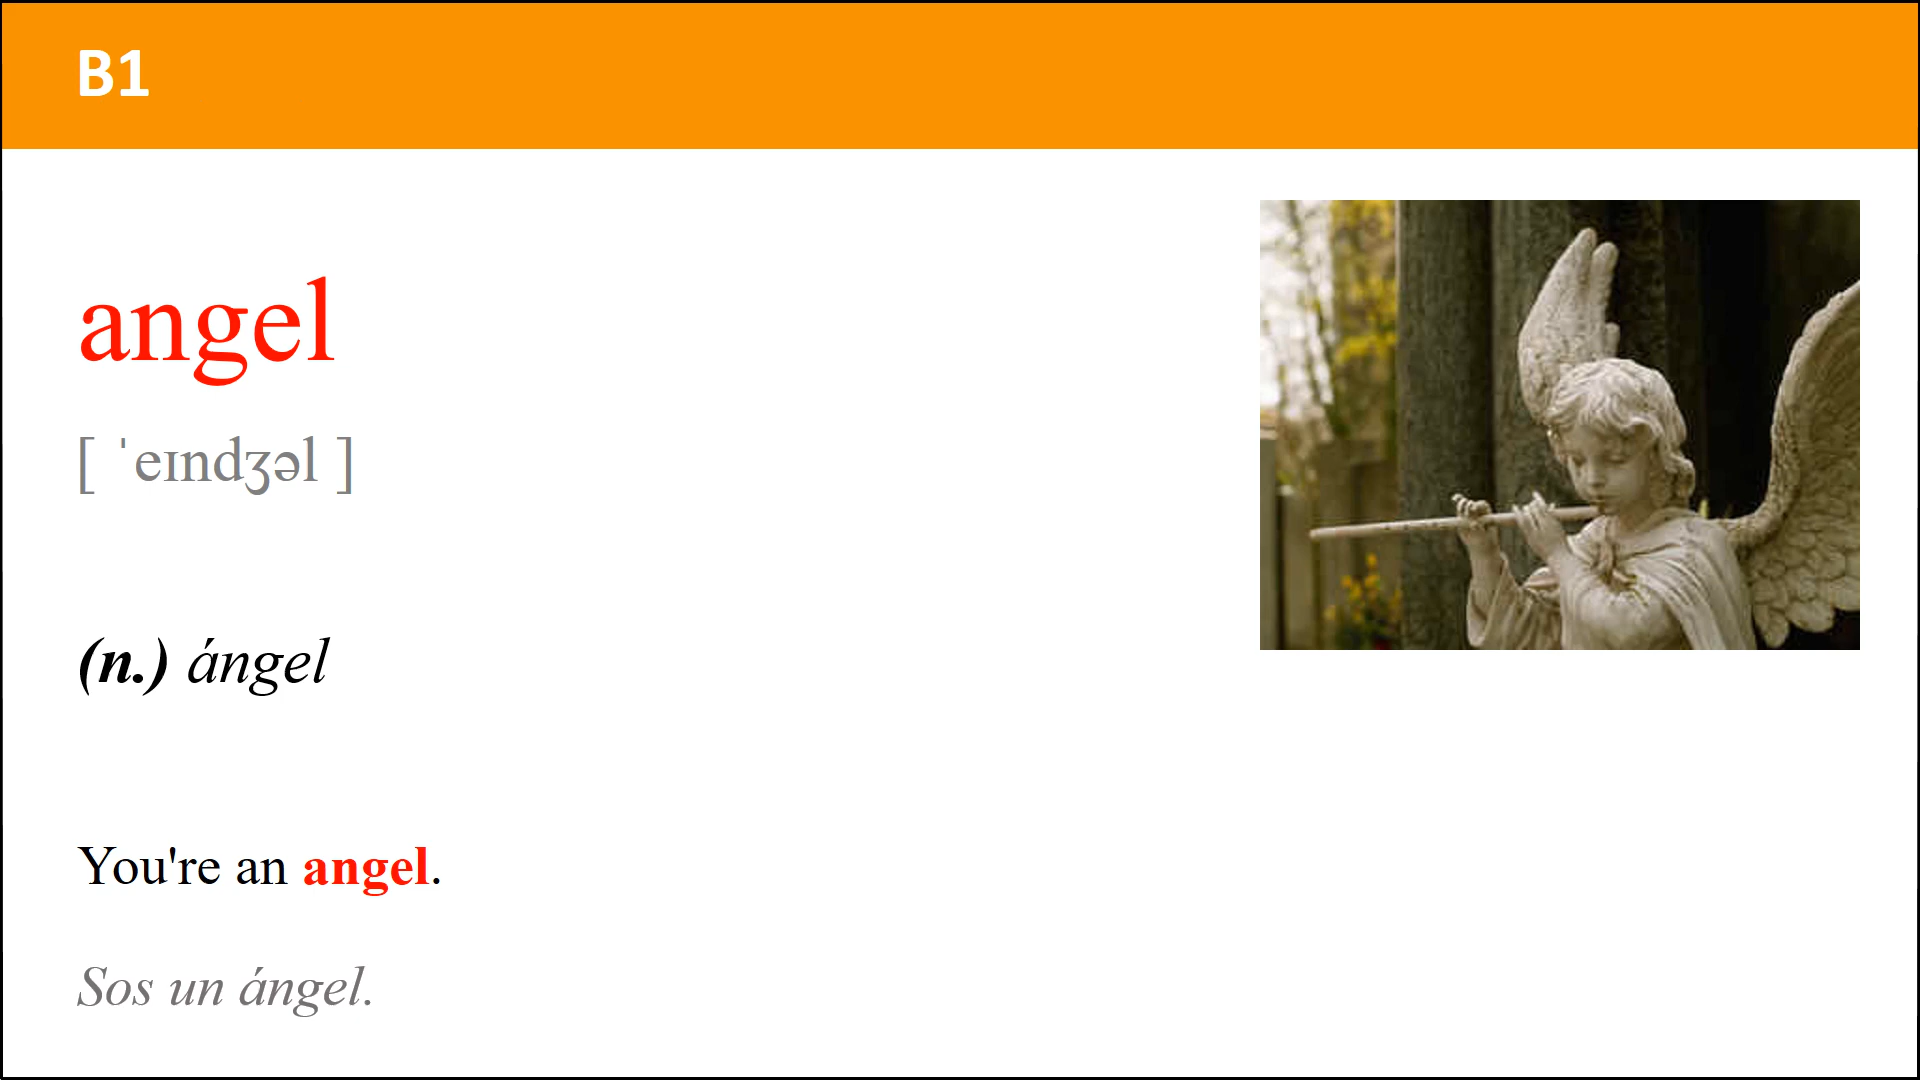 B1
angel
[ ˈeɪndʒəl ]
(n.) ángel
You're an angel.
Sos un ángel.